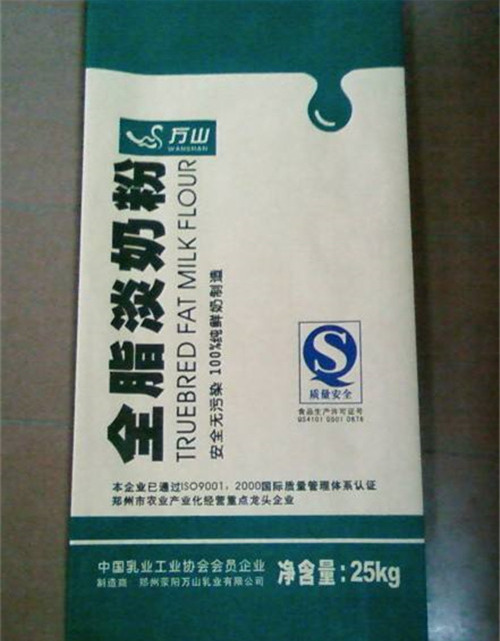 万山
WANSHAN
全脂淡奶粉
TRUEBRED FAT MILK FLOUR
安全无污染 100%纯鲜奶制造
质量安全
食品生产许可证号
QS4101 0501 0676
本企业已通过ISO9001,2000国际质量管理体系认证
郑州市农业产业化经营重点龙头企业
中国乳业工业协会会员企业
制造商 郑州荥阳万山乳业有限公司
净含量:25kg